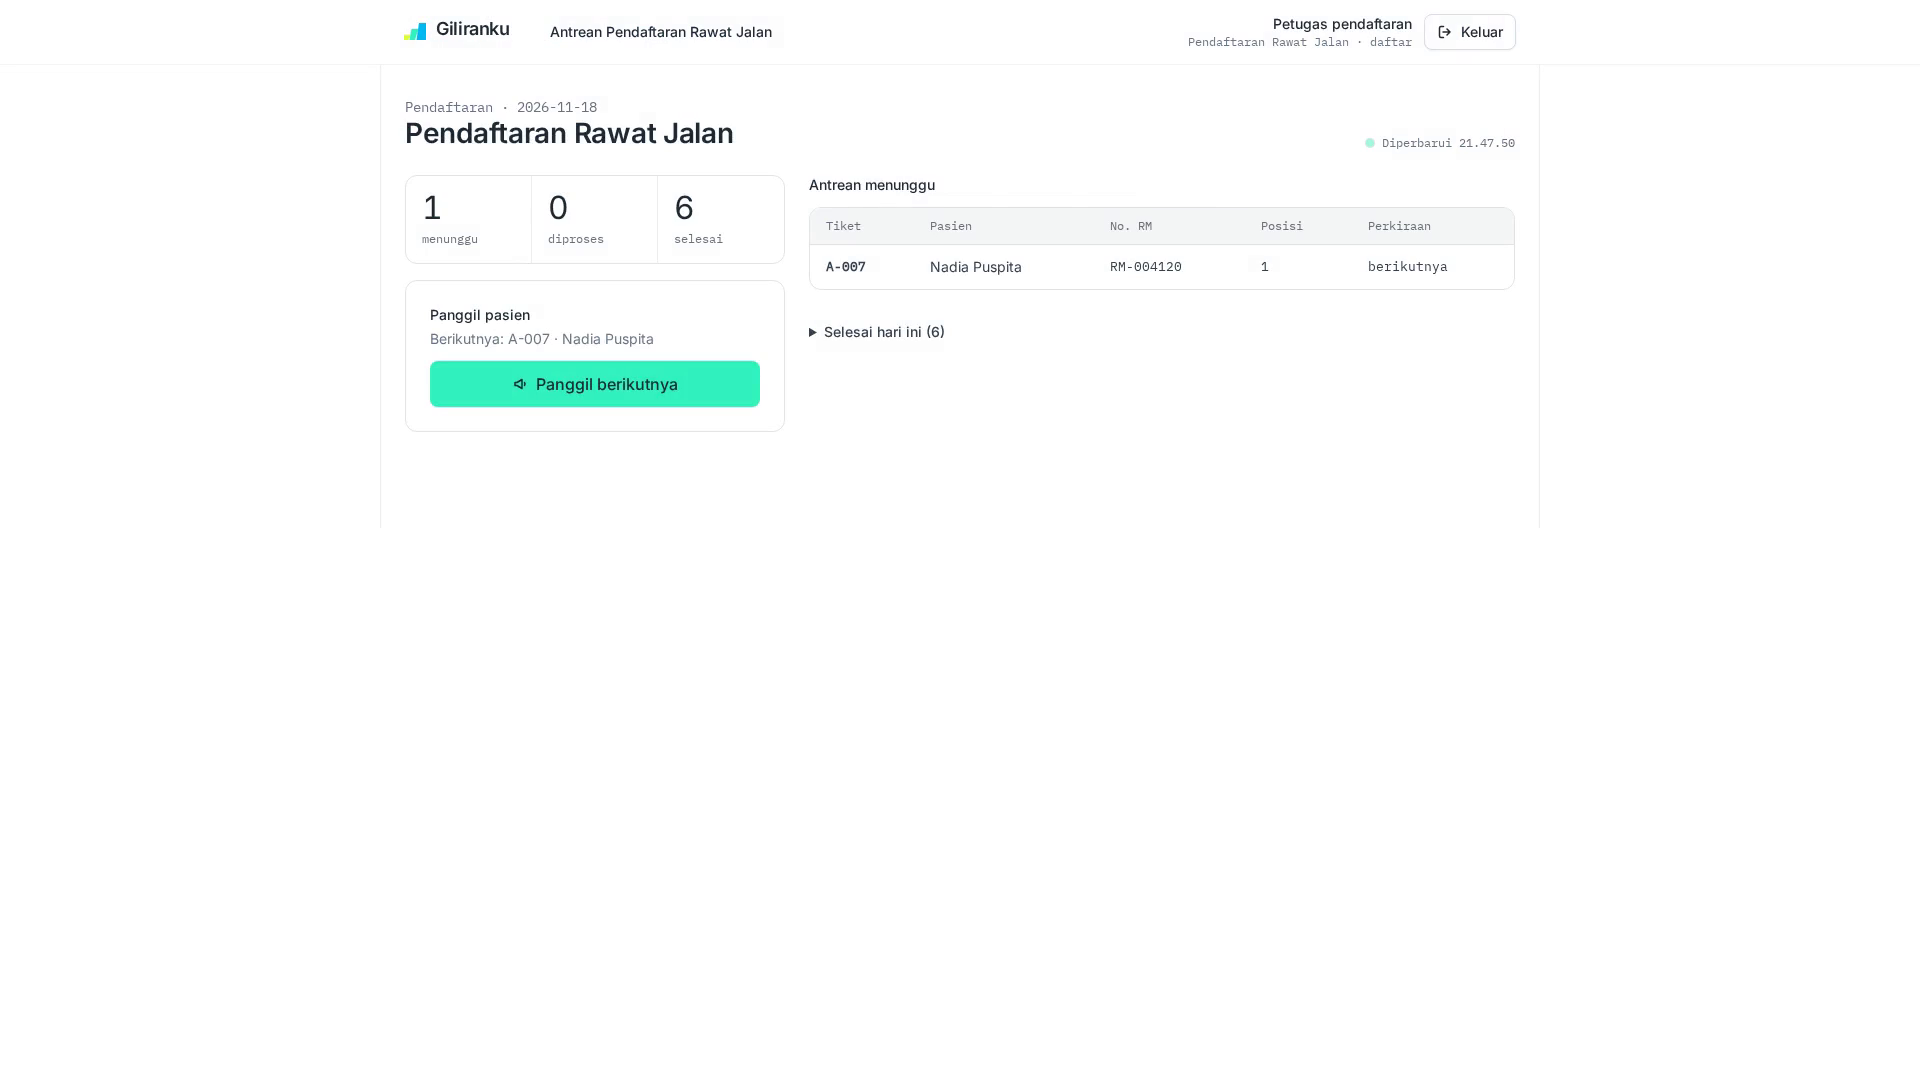 Giliranku
Antrean Pendaftaran Rawat Jalan
Petugas pendaftaran
Pendaftaran Rawat Jalan · daftar
Keluar
Pendaftaran · 2026-11-18
Pendaftaran Rawat Jalan
Diperbarui 21.47.50
1
menunggu
0
diproses
6
selesai
Panggil pasien
Berikutnya: A-007 · Nadia Puspita
Panggil berikutnya
Antrean menunggu
Tiket Pasien No. RM Posisi Perkiraan
A-007 Nadia Puspita RM-004120 1 berikutnya
Selesai hari ini (6)